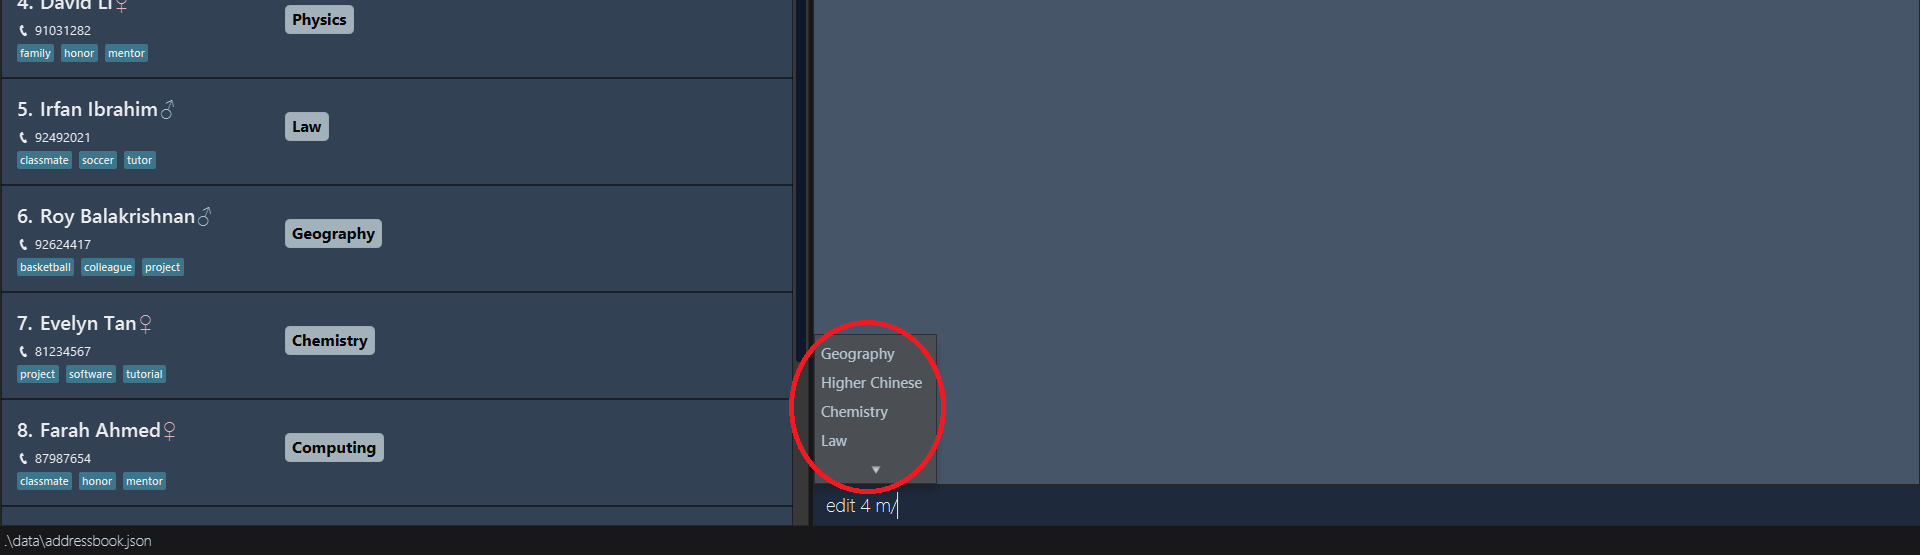 4. David Li♀
Physics
91031282
family honor mentor
5. Irfan Ibrahim♂
Law
92492021
classmate soccer tutor
6. Roy Balakrishnan♂
Geography
92624417
basketball colleague project
7. Evelyn Tan♀
Chemistry
81234567
project software tutorial
8. Farah Ahmed♀
Computing
87987654
classmate honor mentor
Geography
Higher Chinese
Chemistry
Law
edit 4 m/
.\data\addressbook.json